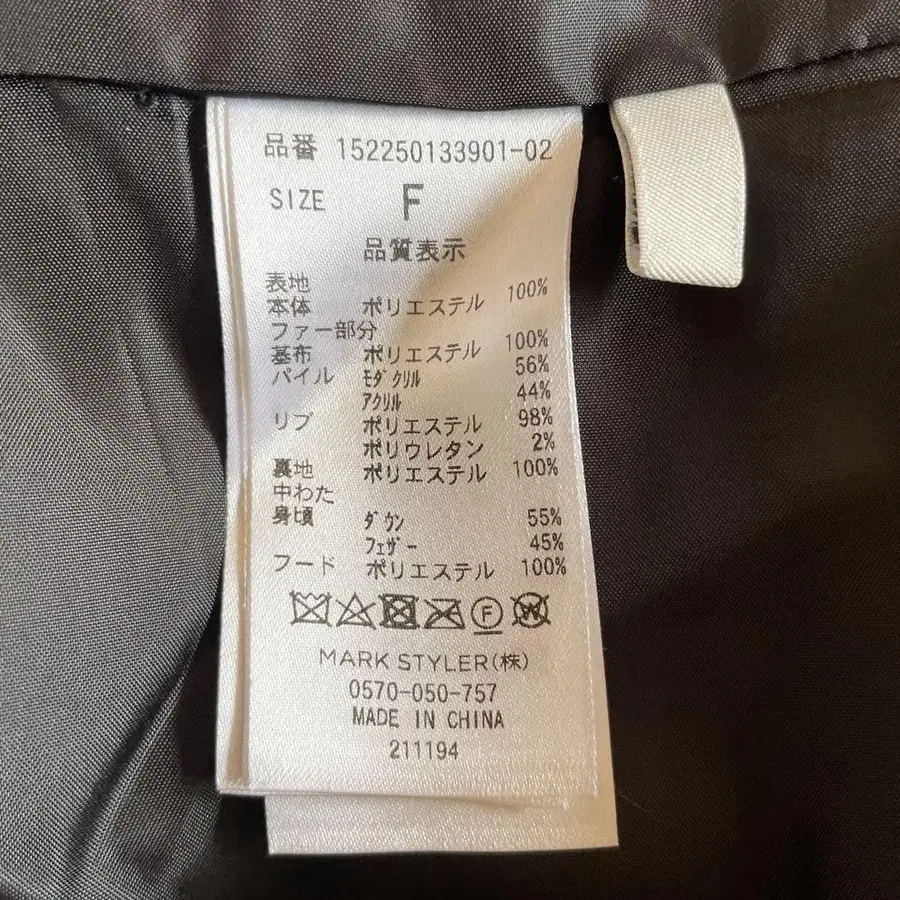 品番 152250133901-02
SIZE F
品質表示
表地
本体 ポリエステル 100%
ファー部分
基布 ポリエステル 100%
パイル モダクリル 56%
アクリル 44%
リブ ポリエステル 98%
ポリウレタン 2%
裏地 ポリエステル 100%
中わた
身頃 ダウン 55%
フェザー 45%
フード ポリエステル 100%
F W
MARK STYLER(株)
0570-050-757
MADE IN CHINA
211194